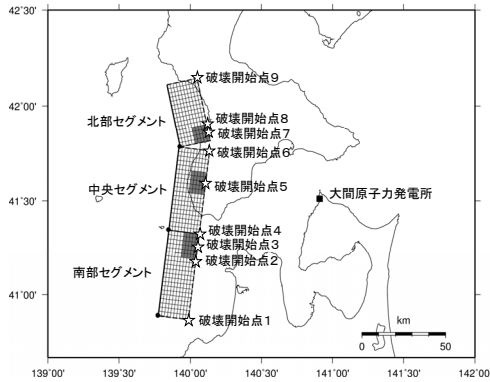 42°30'
42°00'
41°30'
41°00'
破壊開始点9
破壊開始点8
破壊開始点7
破壊開始点6
破壊開始点5
破壊開始点4
破壊開始点3
破壊開始点2
破壊開始点1
北部セグメント
中央セグメント
南部セグメント
大間原子力発電所
km
0 50
139°00' 139°30' 140°00' 140°30' 141°00' 141°30' 142°00'